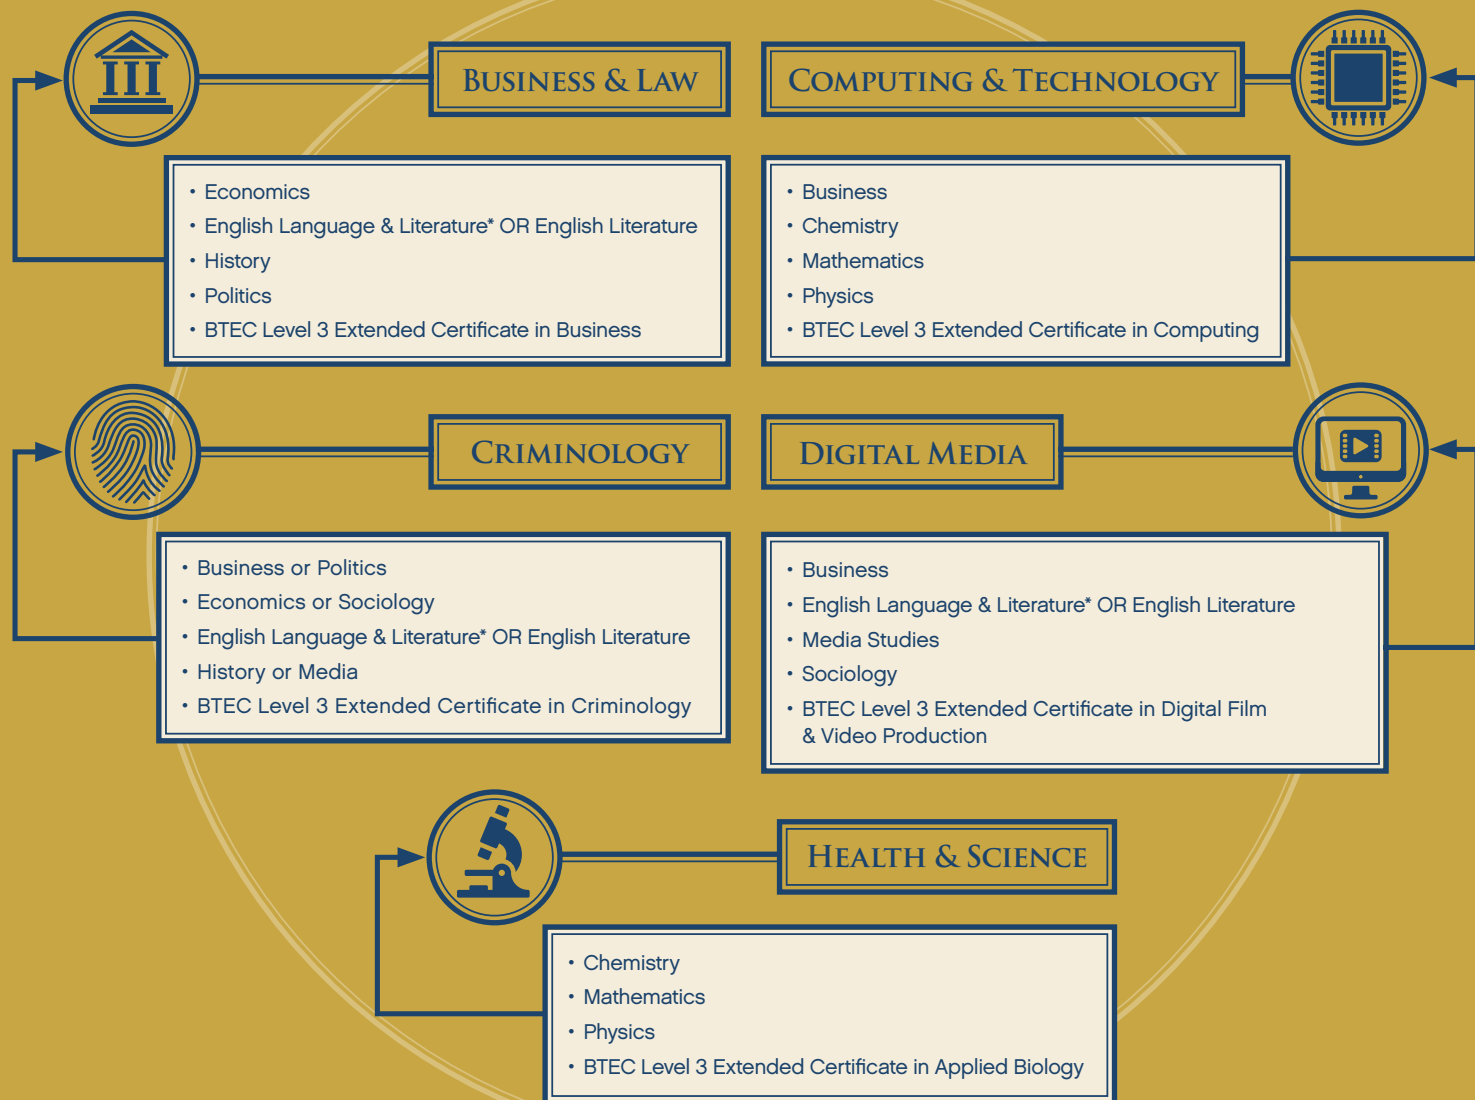 BUSINESS & LAW
• Economics
• English Language & Literature* OR English Literature
• History
• Politics
• BTEC Level 3 Extended Certificate in Business
COMPUTING & TECHNOLOGY
• Business
• Chemistry
• Mathematics
• Physics
• BTEC Level 3 Extended Certificate in Computing
CRIMINOLOGY
• Business or Politics
• Economics or Sociology
• English Language & Literature* OR English Literature
• History or Media
• BTEC Level 3 Extended Certificate in Criminology
DIGITAL MEDIA
• Business
• English Language & Literature* OR English Literature
• Media Studies
• Sociology
• BTEC Level 3 Extended Certificate in Digital Film
& Video Production
HEALTH & SCIENCE
• Chemistry
• Mathematics
• Physics
• BTEC Level 3 Extended Certificate in Applied Biology